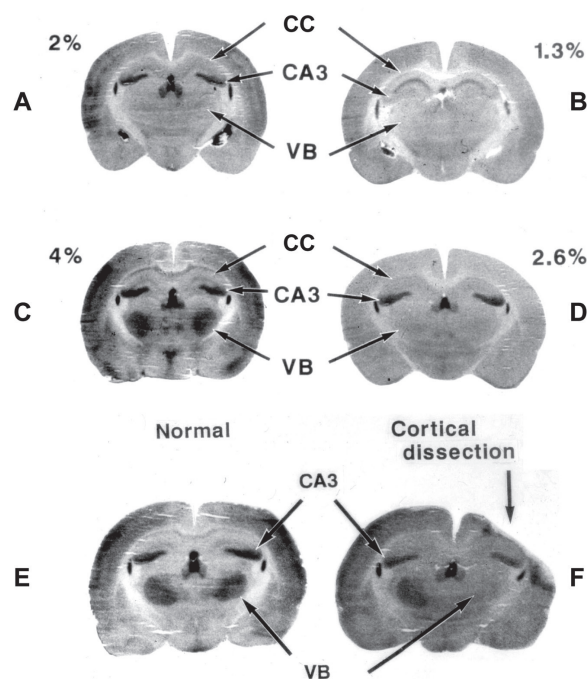 2%
CC
1.3%
CA3
A
B
VB
4%
CC
2.6%
C
CA3
D
VB
Normal
Cortical
dissection
CA3
E
F
VB